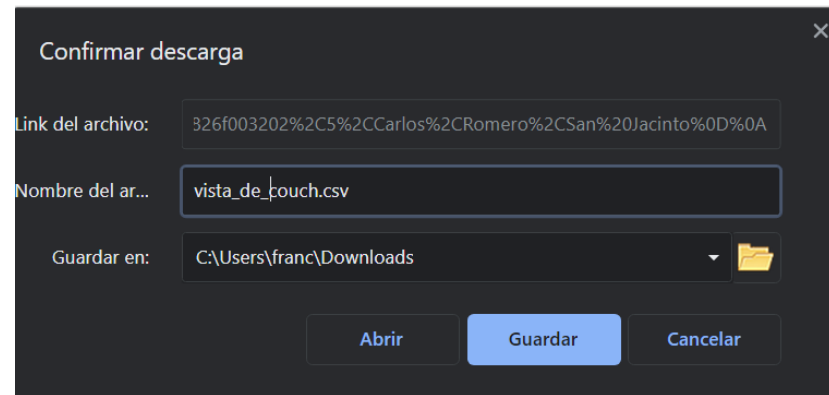 Confirmar descarga
Link del archivo: 326f003202%2C5%2CCarlos%2CRomero%2CSan%20Jacinto%0D%0A
Nombre del ar... vista_de_couch.csv
Guardar en: C:\Users\franc\Downloads
Abrir Guardar Cancelar